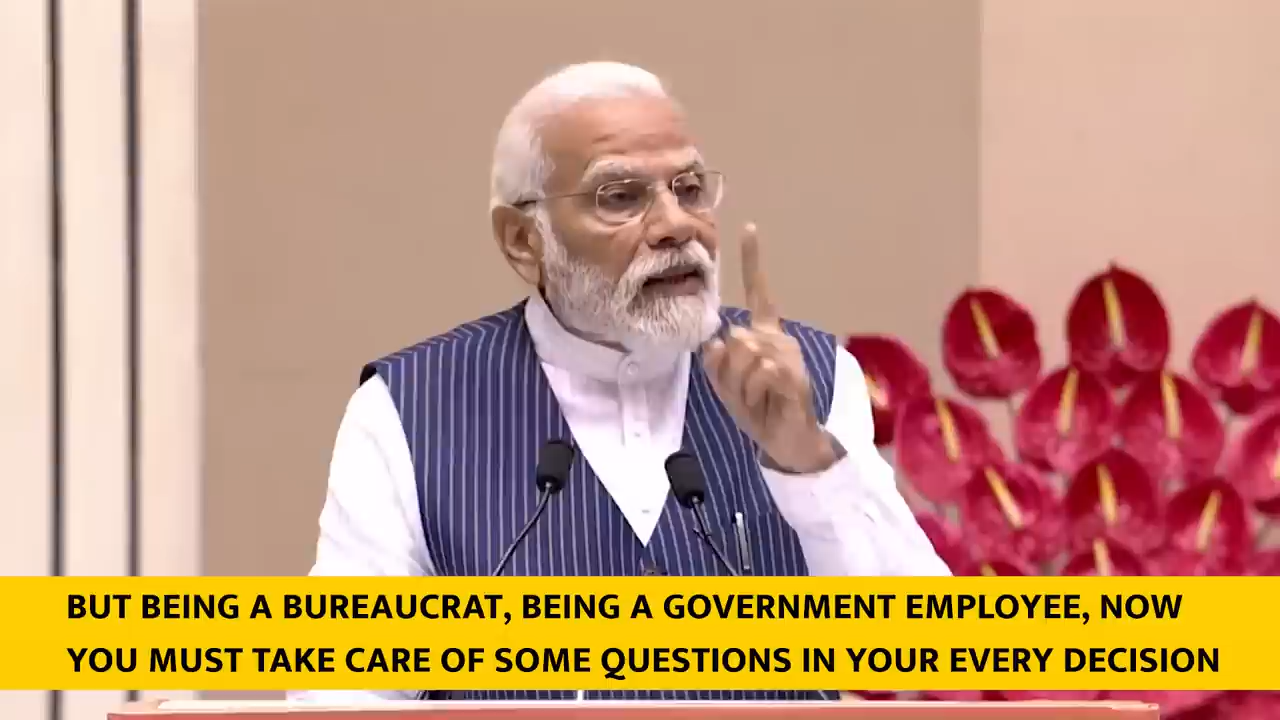 BUT BEING A BUREAUCRAT, BEING A GOVERNMENT EMPLOYEE, NOW
YOU MUST TAKE CARE OF SOME QUESTIONS IN YOUR EVERY DECISION